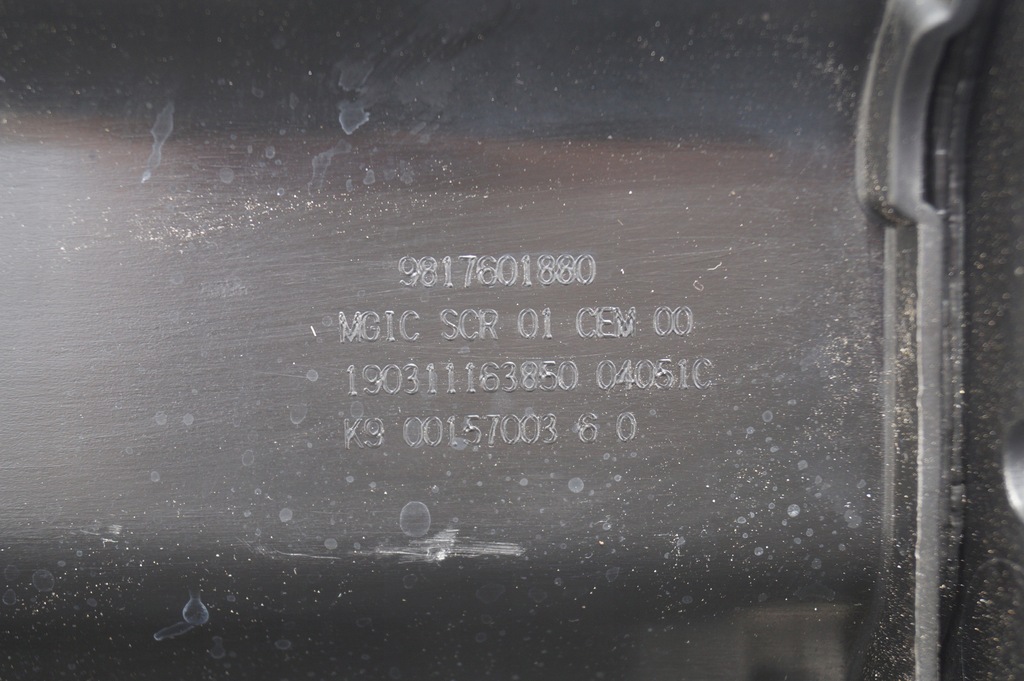 9817601880
MGIC SCR 01 CEM 00
190311163850 04051C
K9 00157003 6 0